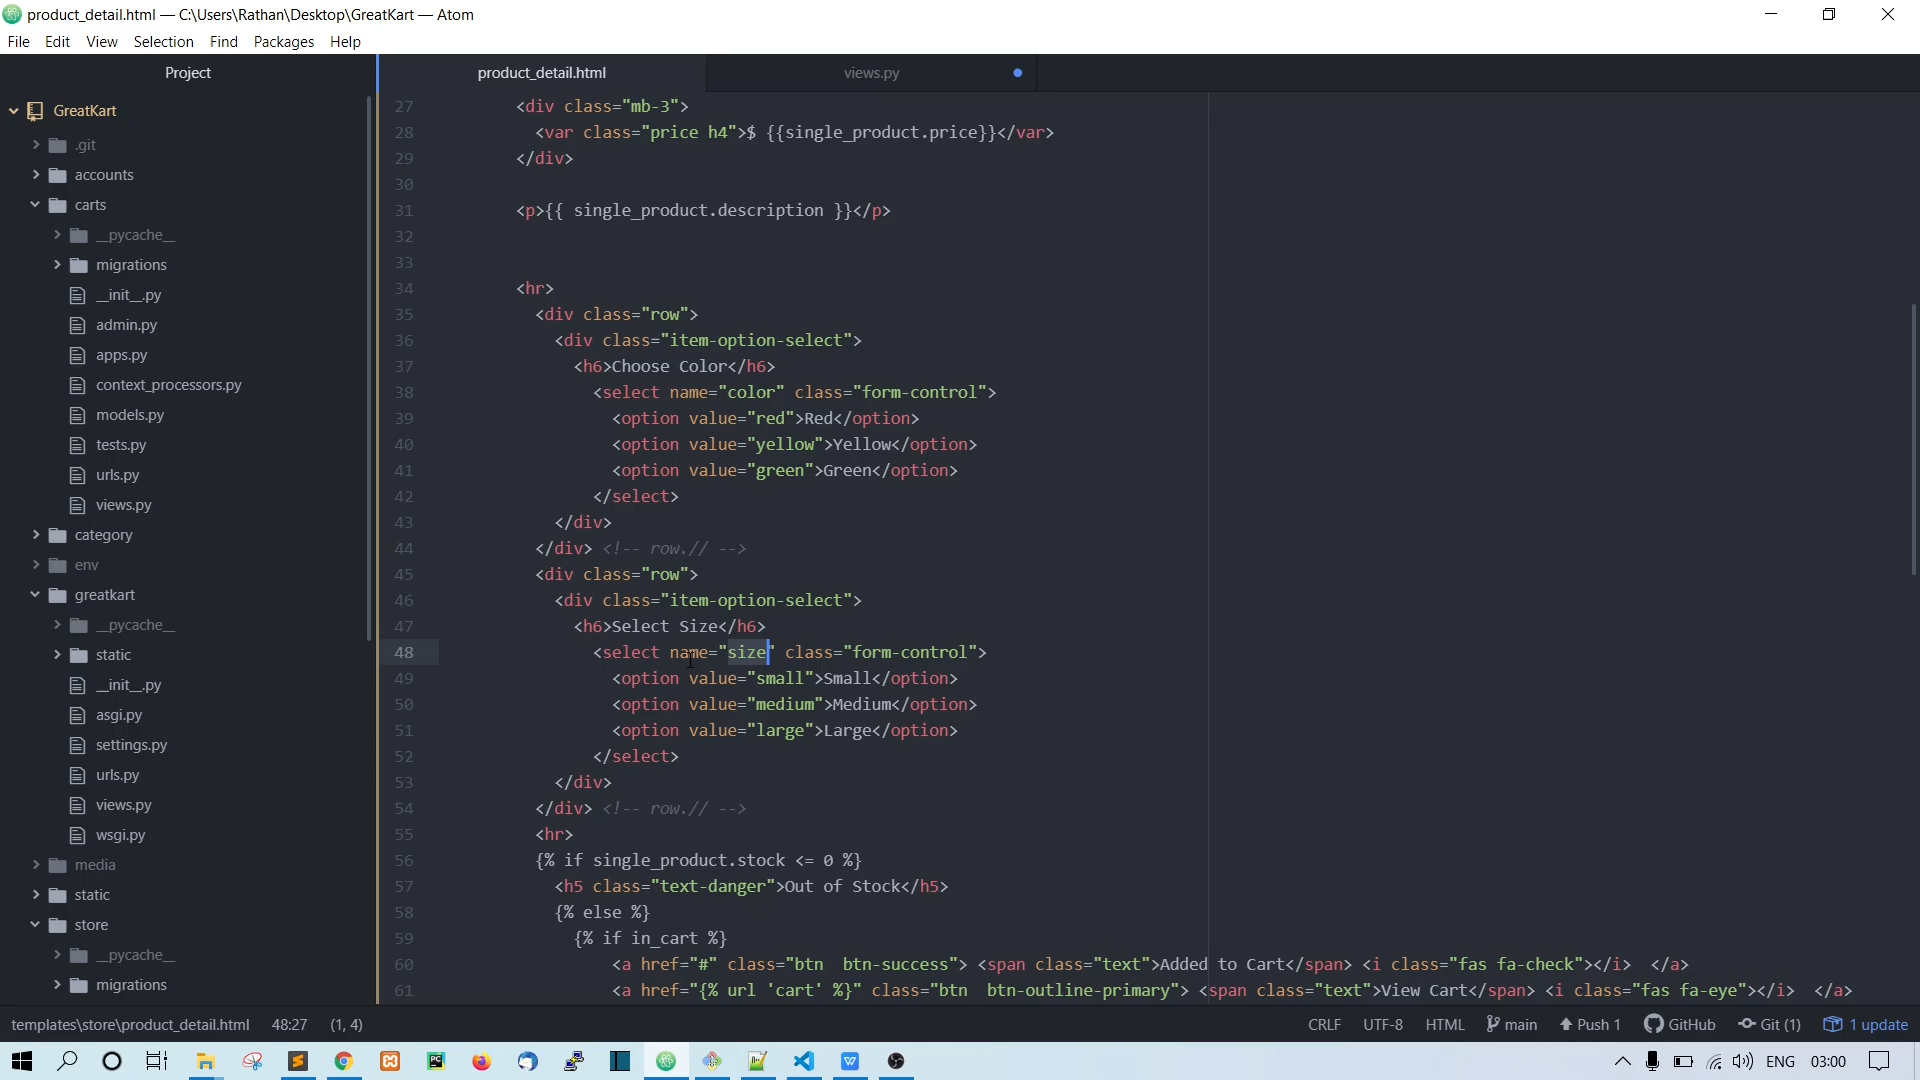 product_detail.html — C:\Users\Rathan\Desktop\GreatKart — Atom
File Edit View Selection Find Packages Help
Project
product_detail.html
views.py
GreatKart
.git
accounts
carts
__pycache__
migrations
__init__.py
admin.py
apps.py
context_processors.py
models.py
tests.py
urls.py
views.py
category
env
greatkart
__pycache__
static
__init__.py
asgi.py
settings.py
urls.py
views.py
wsgi.py
media
static
store
__pycache__
migrations
27 <div class="mb-3">
28 <var class="price h4">$ {{single_product.price}}</var>
29 </div>
30
31 <p>{{ single_product.description }}</p>
32
33
34 <hr>
35 <div class="row">
36 <div class="item-option-select">
37 <h6>Choose Color</h6>
38 <select name="color" class="form-control">
39 <option value="red">Red</option>
40 <option value="yellow">Yellow</option>
41 <option value="green">Green</option>
42 </select>
43 </div>
44 </div> <!-- row.// -->
45 <div class="row">
46 <div class="item-option-select">
47 <h6>Select Size</h6>
48 <select name="size" class="form-control">
49 <option value="small">Small</option>
50 <option value="medium">Medium</option>
51 <option value="large">Large</option>
52 </select>
53 </div>
54 </div> <!-- row.// -->
55 <hr>
56 {% if single_product.stock <= 0 %}
57 <h5 class="text-danger">Out of Stock</h5>
58 {% else %}
59 {% if in_cart %}
60 <a href="#" class="btn  btn-success"> <span class="text">Added to Cart</span> <i class="fas fa-check"></i>  </a>
61 <a href="{% url 'cart' %}" class="btn  btn-outline-primary"> <span class="text">View Cart</span> <i class="fas fa-eye"></i>  </a>
templates\store\product_detail.html 48:27 (1, 4)
CRLF UTF-8 HTML main Push 1 GitHub Git (1) 1 update
ENG 03:00